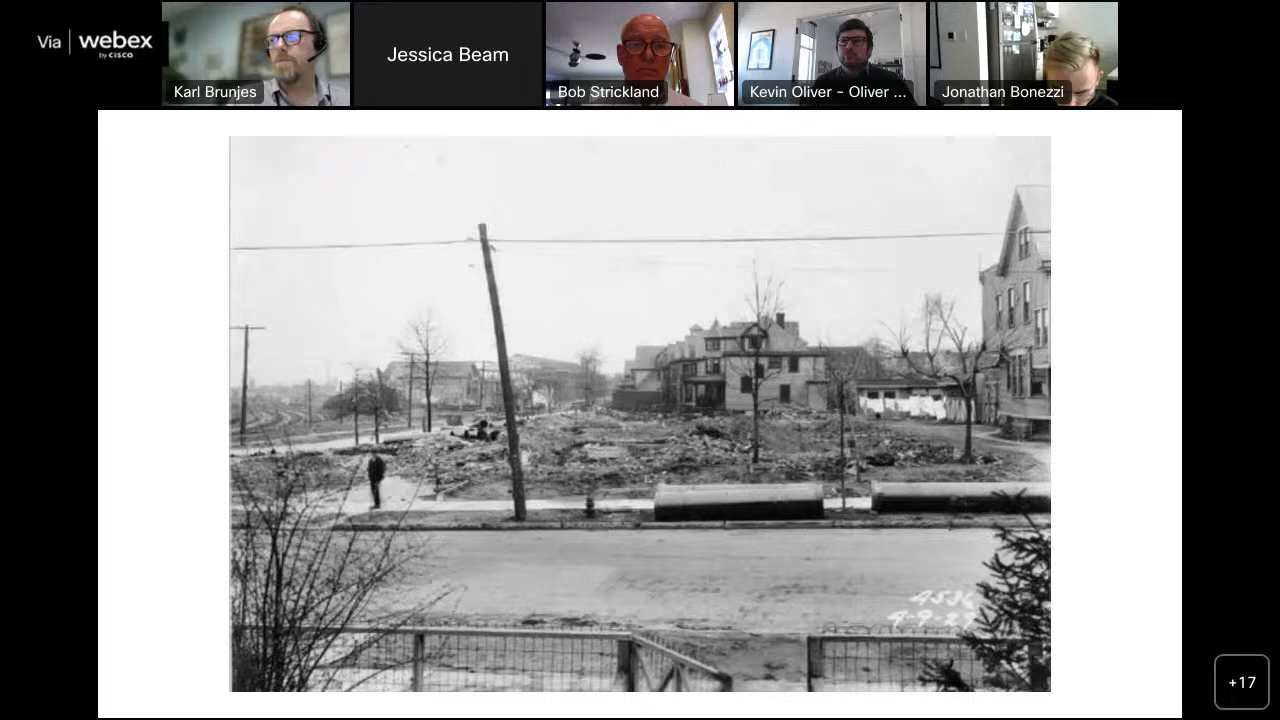 Via | webex
by CISCO
Karl Brunjes
Jessica Beam
Bob Strickland
Kevin Oliver - Oliver ...
Jonathan Bonezzi
+17